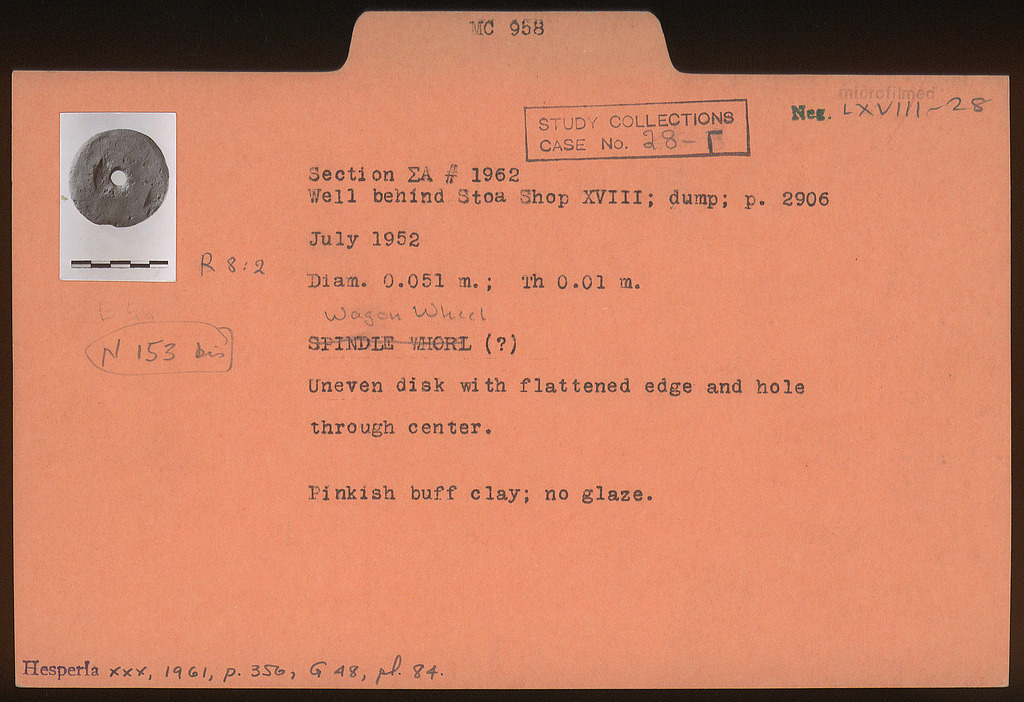 MC 958
microfilmed
Neg. LXVIII-28
STUDY COLLECTIONS
CASE No. 28-Γ
Section ΣΑ # 1962
Well behind Stoa Shop XVIII; dump; p. 2906
July 1952
R 8:2
Diam. 0.051 m.; Th 0.01 m.
Wagon Wheel
SPINDLE WHORL (?)
N 153 bis
Uneven disk with flattened edge and hole
through center.
Pinkish buff clay; no glaze.
Hesperia xxx, 1961, p. 356, G 48, pl. 84.